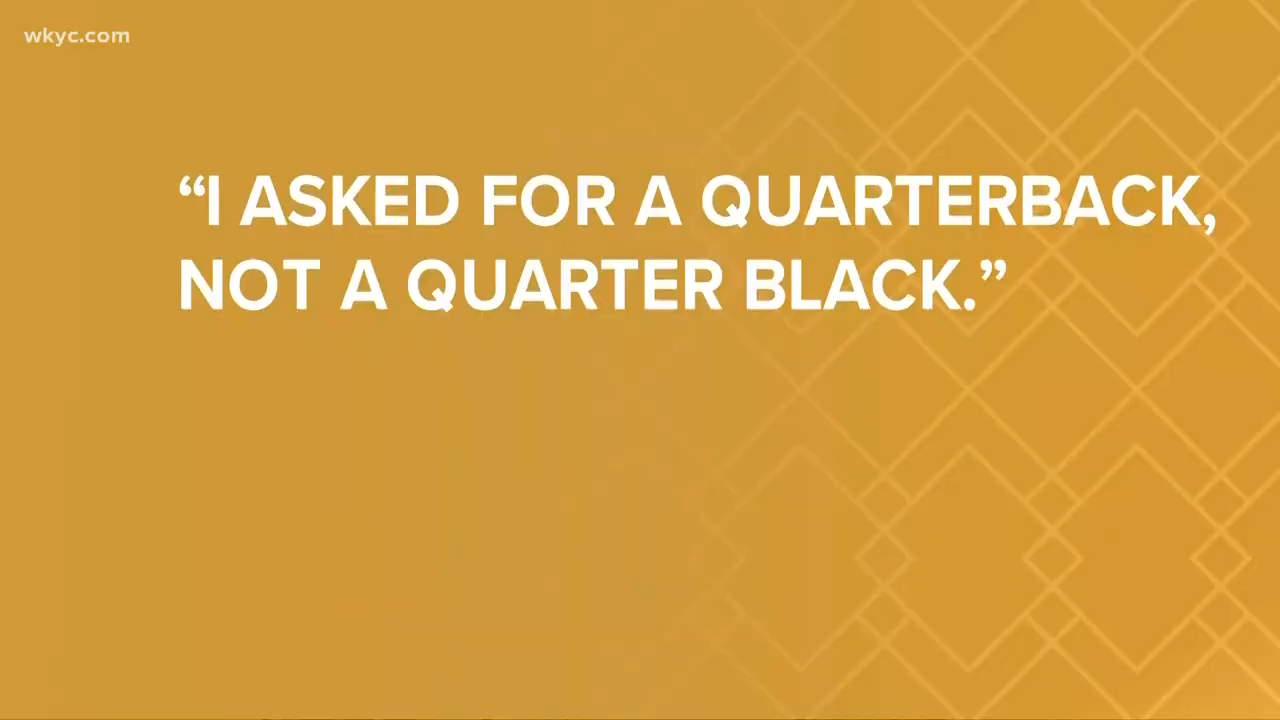 wkyc.com
“I ASKED FOR A QUARTERBACK,
NOT A QUARTER BLACK.”